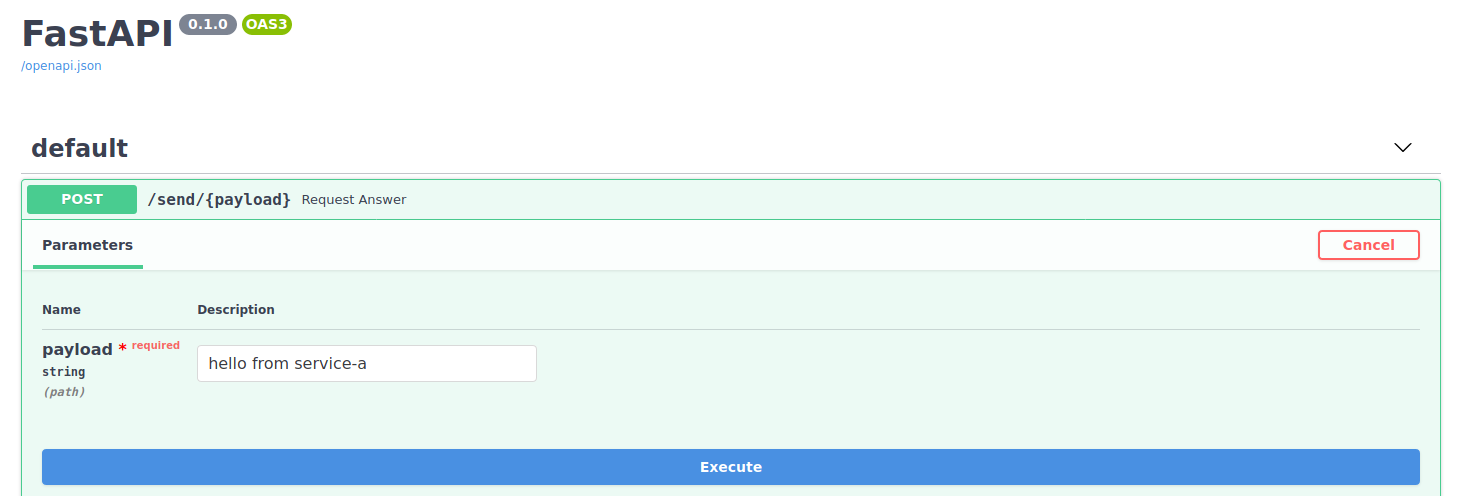 FastAPI 0.1.0 OAS3
/openapi.json
default
POST /send/{payload} Request Answer
Parameters Cancel
Name Description
payload * required
string
(path)
hello from service-a
Execute